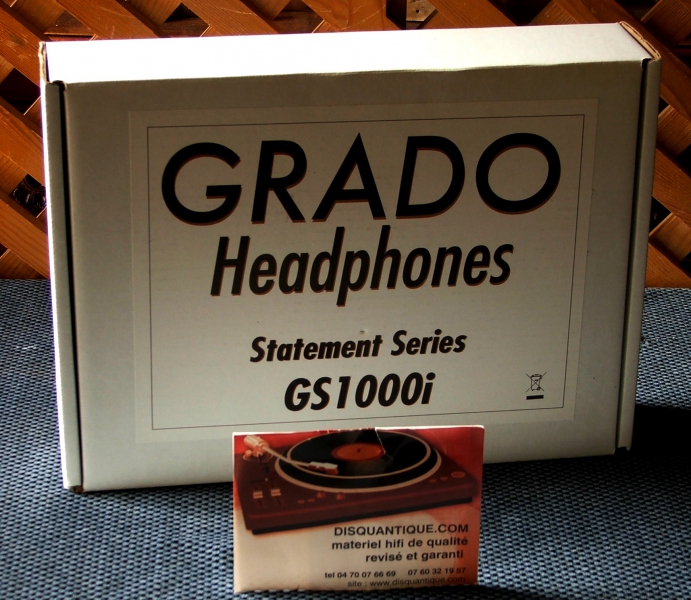 GRADO
Headphones
Statement Series
GS1000i
DISQUANTIQUE.COM
materiel hifi de qualité
revisé et garanti
tel 04 70 07 66 69 07 60 32 19 57
site : www.disquantique.com